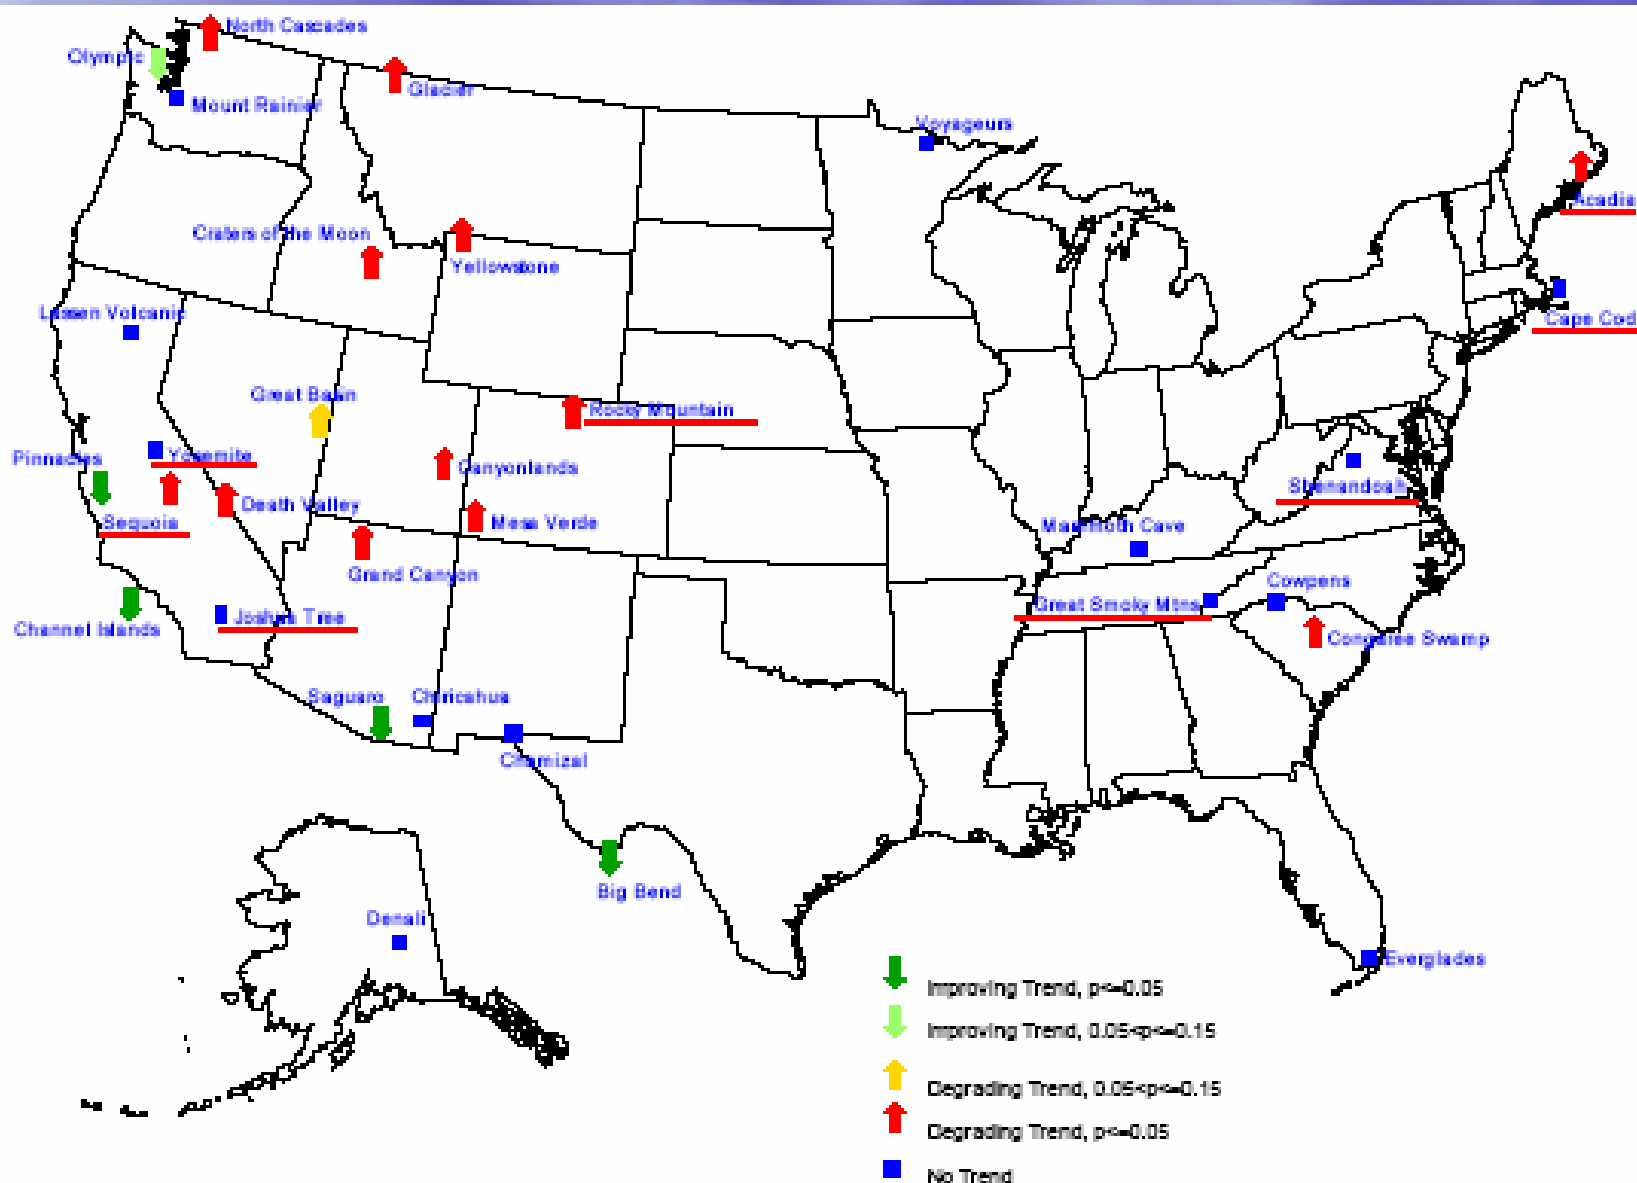 North Cascades
Olympic
Glacier
Mount Rainier
Voyageurs
Acadia
Craters of the Moon
Yellowstone
Lassen Volcanic
Cape Cod
Great Basin
Rocky Mountain
Yosemite
Pinnacles
Canyonlands
Shenandoah
Death Valley
Sequoia
Mesa Verde
Mammoth Cave
Grand Canyon
Cowpens
Great Smoky Mtns
Joshua Tree
Channel Islands
Congaree Swamp
Saguaro
Chiricahua
Chamizal
Big Bend
Denali
Everglades
Improving Trend, p<=0.05
Improving Trend, 0.05<p<=0.15
Degrading Trend, 0.05<p<=0.15
Degrading Trend, p<=0.05
No Trend